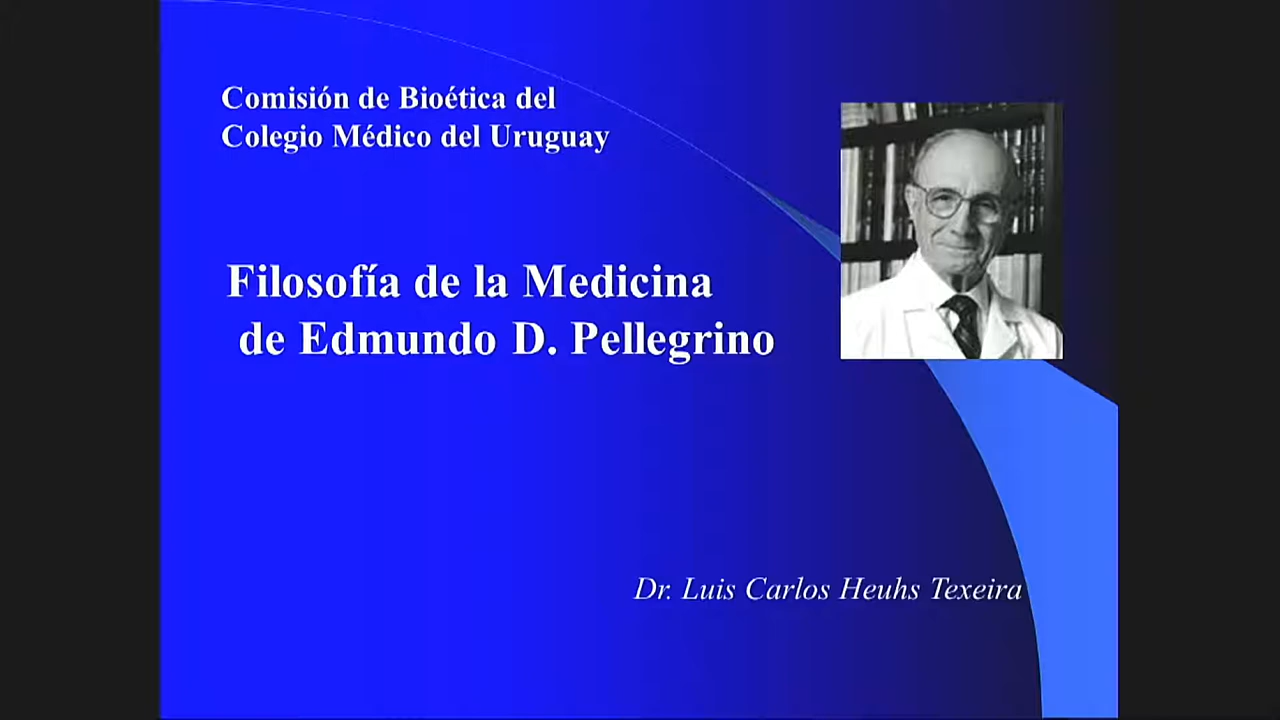 Comisión de Bioética del
Colegio Médico del Uruguay
Filosofía de la Medicina
de Edmundo D. Pellegrino
Dr. Luis Carlos Heuhs Texeira